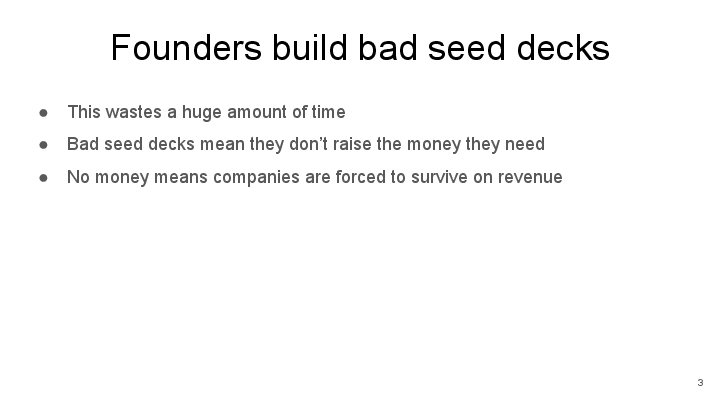 Founders build bad seed decks
● This wastes a huge amount of time
● Bad seed decks mean they don’t raise the money they need
● No money means companies are forced to survive on revenue
3